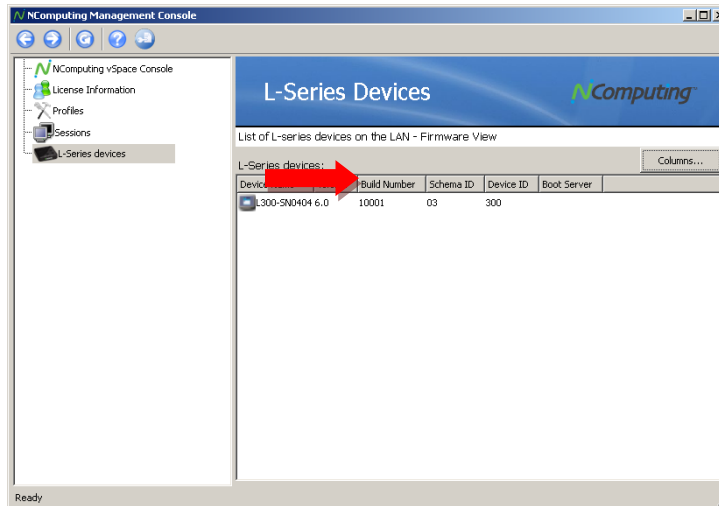 NComputing Management Console
NComputing vSpace Console
License Information
Profiles
Sessions
L-Series devices
L-Series Devices
NComputing
List of L-series devices on the LAN - Firmware View
L-Series devices:
Columns...
Build Number Schema ID Device ID Boot Server
L300-SN0404 6.0 10001 03 300
Ready